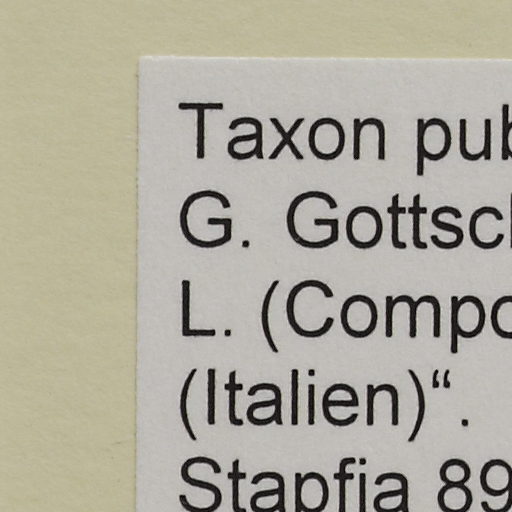 Taxon pub
G. Gottsch
L. (Compo
(Italien)“.
Stapfia 89